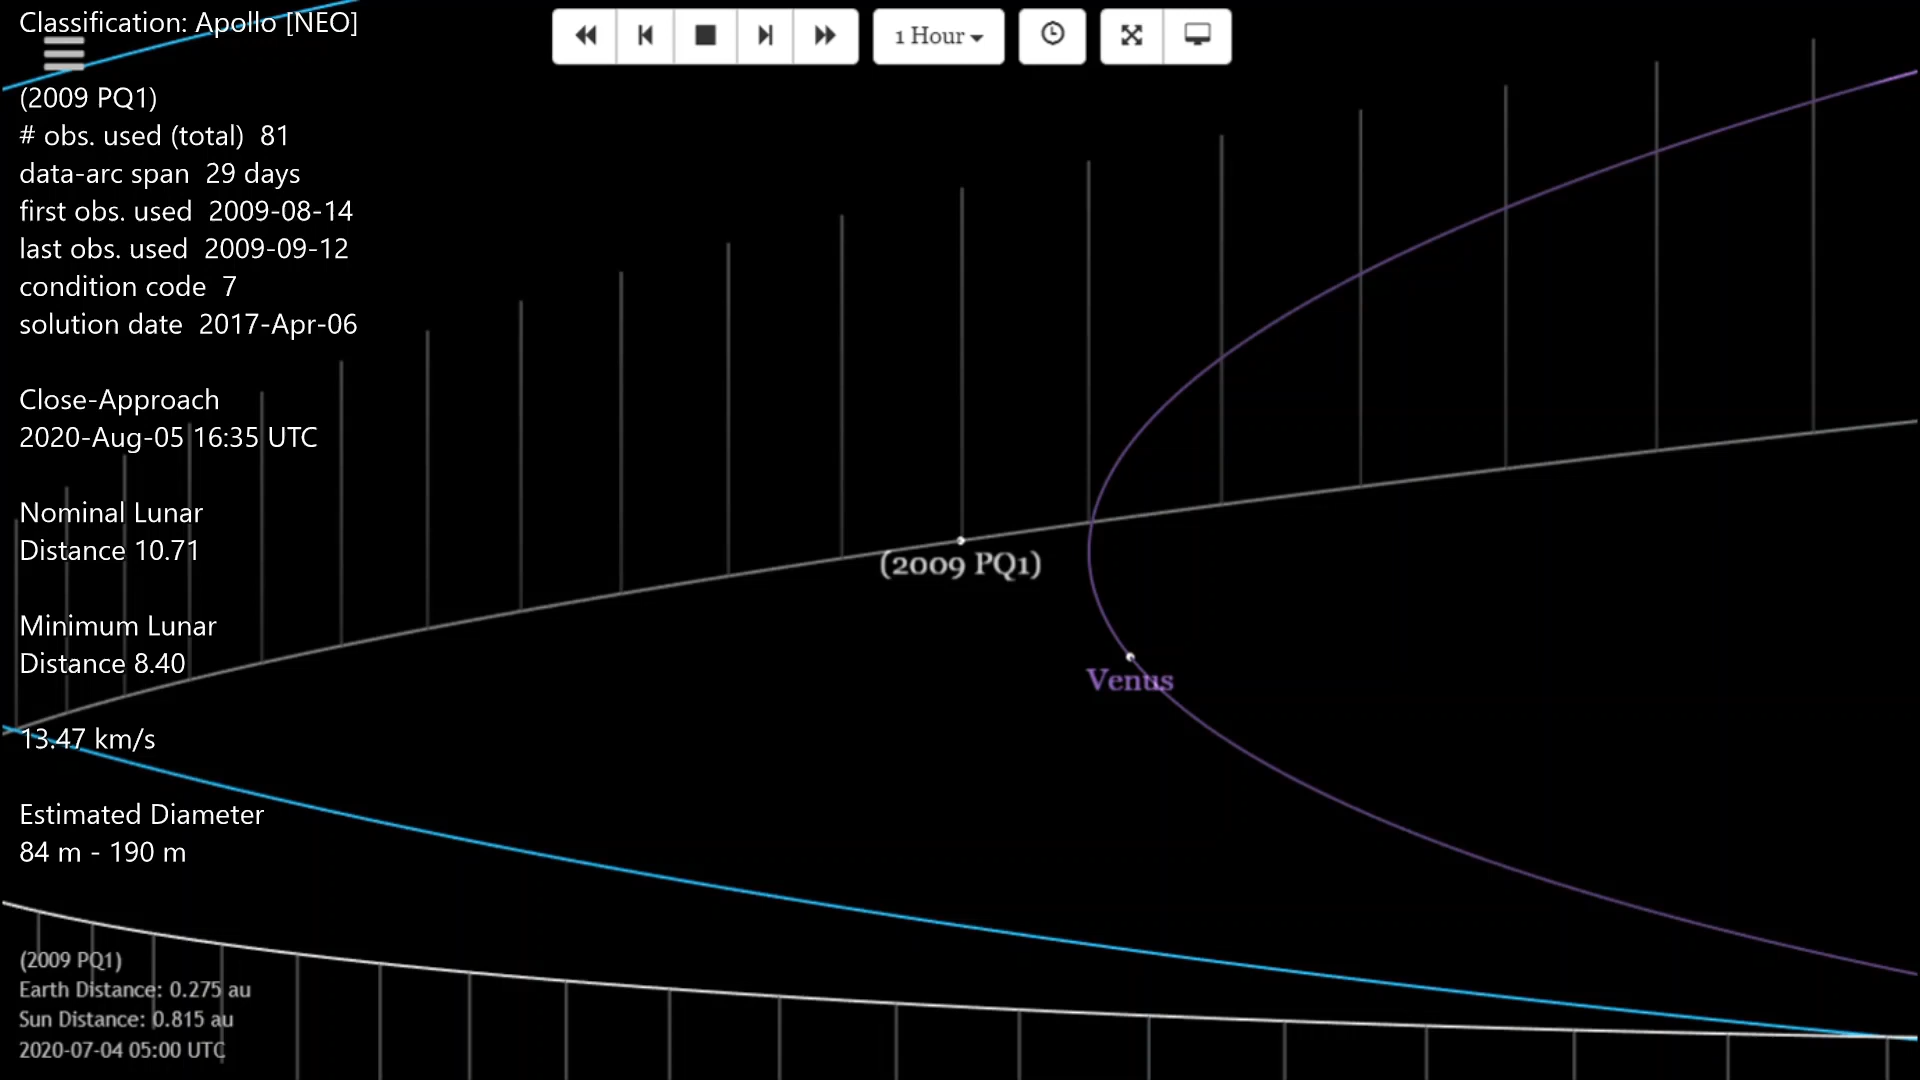 Classification: Apollo [NEO]
1 Hour
(2009 PQ1)
# obs. used (total) 81
data-arc span 29 days
first obs. used 2009-08-14
last obs. used 2009-09-12
condition code 7
solution date 2017-Apr-06
Close-Approach
2020-Aug-05 16:35 UTC
Nominal Lunar
Distance 10.71
(2009 PQ1)
Minimum Lunar
Distance 8.40
Venus
13.47 km/s
Estimated Diameter
84 m - 190 m
(2009 PQ1)
Earth Distance: 0.275 au
Sun Distance: 0.815 au
2020-07-04 05:00 UTC